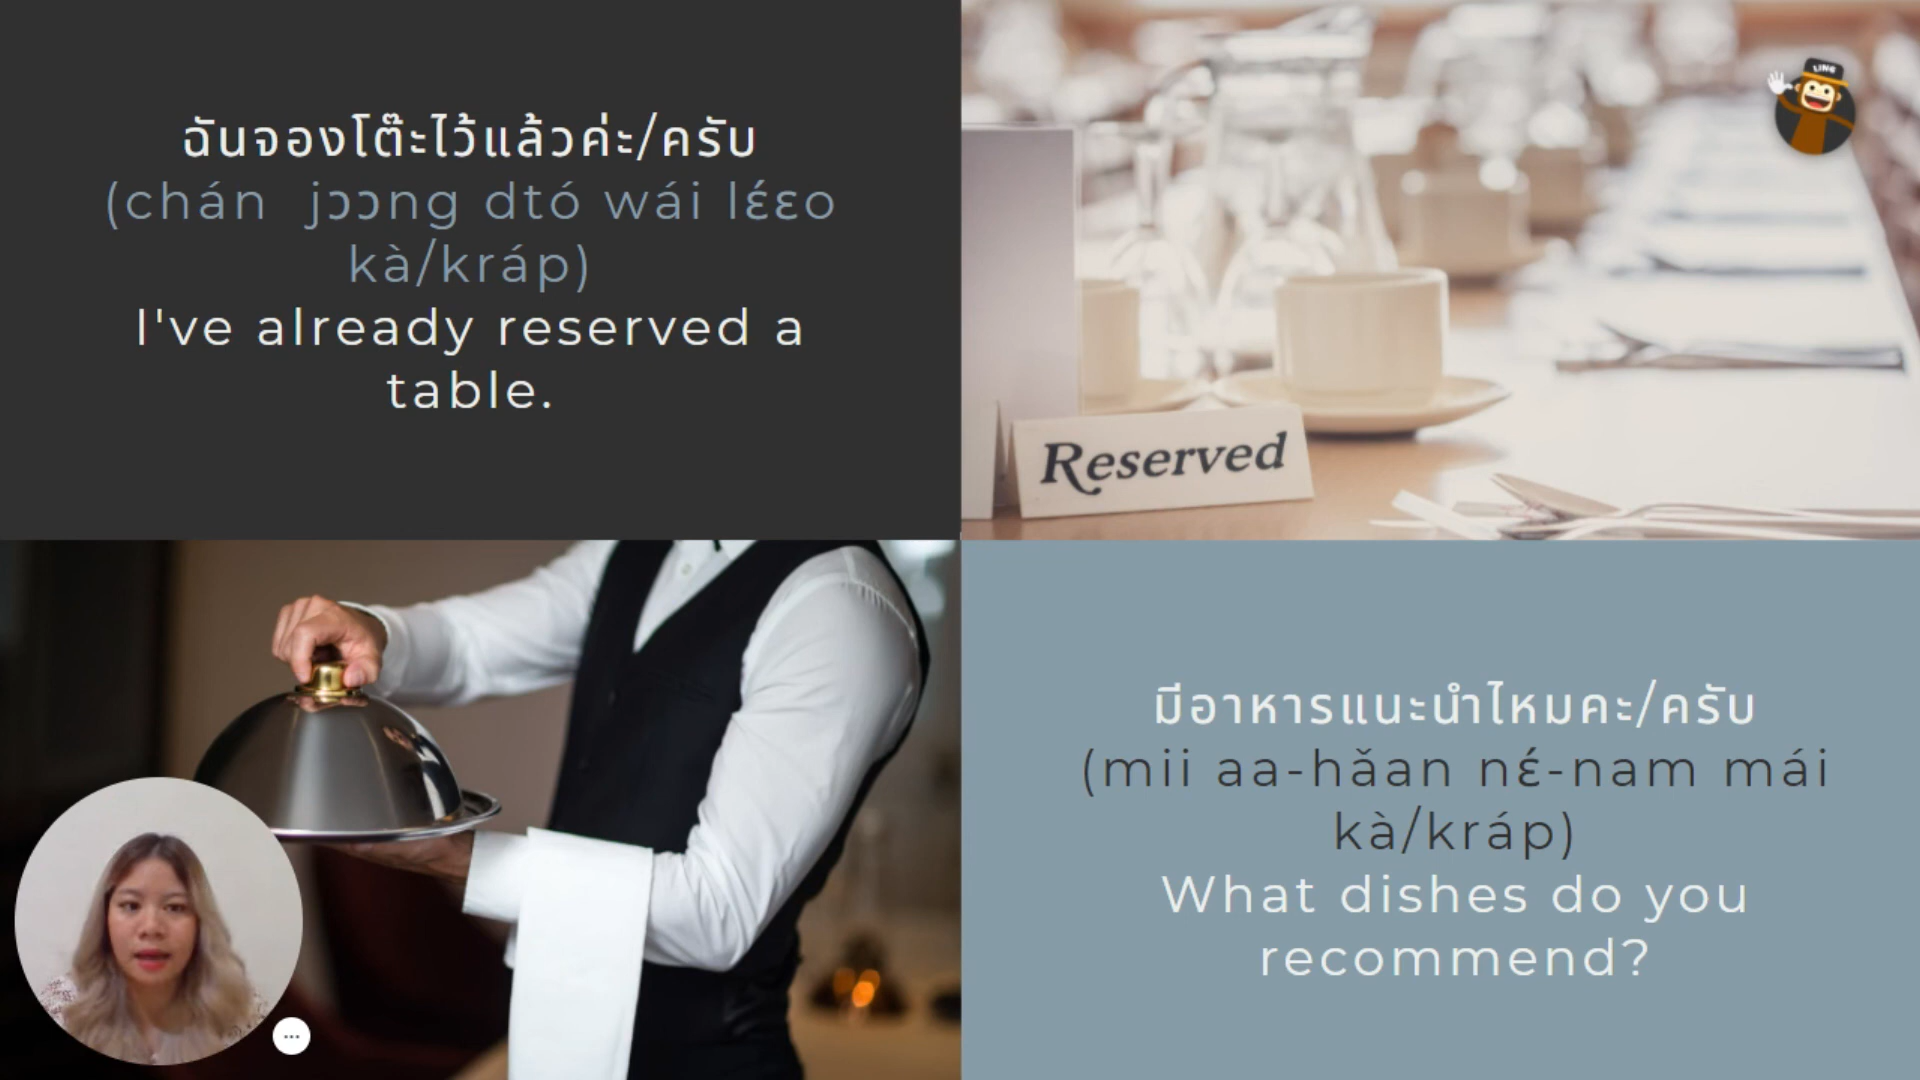 ฉันจองโต๊ะไว้แล้วค่ะ/ครับ
(chán  jɔɔng dtó wái lɛ́ɛo
kà/kráp)
I've already reserved a
table.
LING
Reserved
มีอาหารแนะนำไหมคะ/ครับ
(mii aa-hǎan nɛ́-nam mái
kà/kráp)
What dishes do you
recommend?